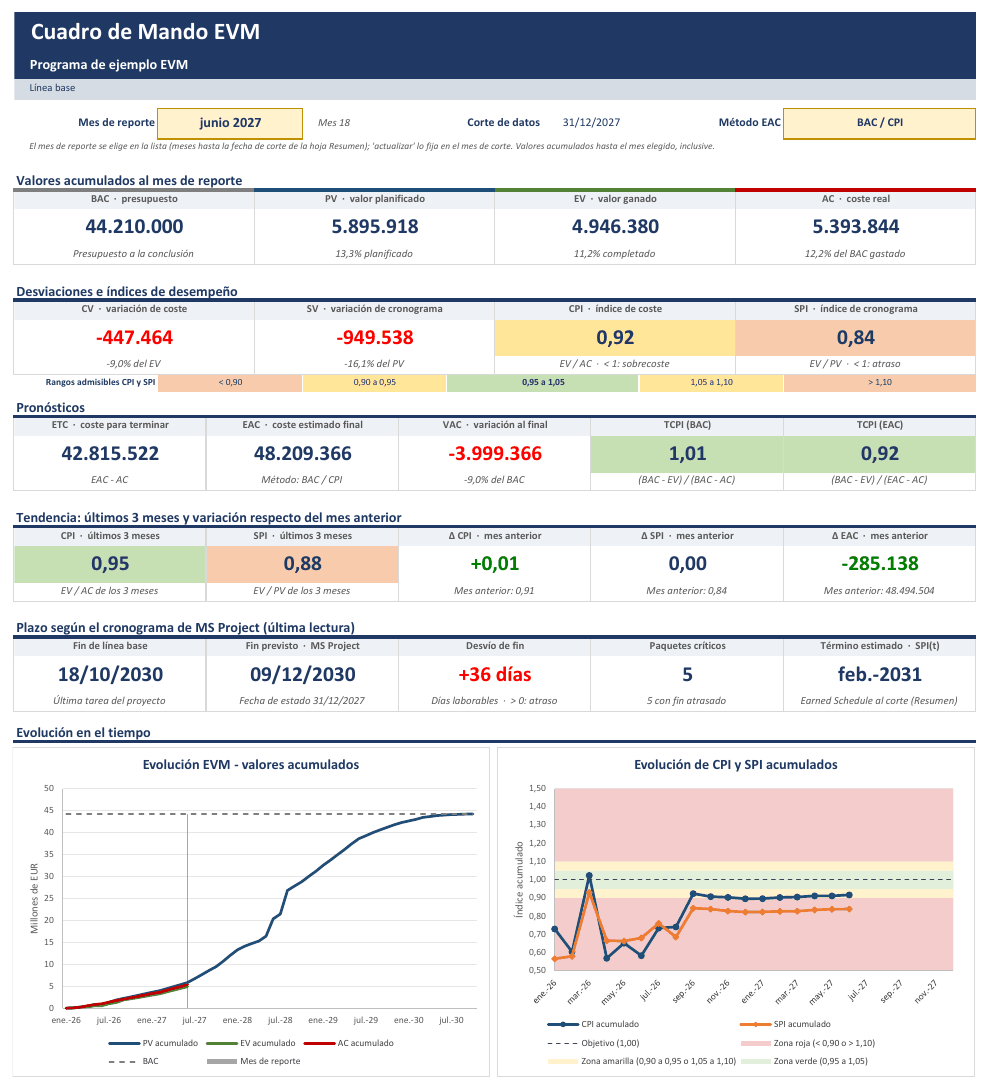 Cuadro de Mando EVM
Programa de ejemplo EVM
Línea base
Mes de reporte junio 2027 Mes 18 Corte de datos 31/12/2027 Método EAC BAC / CPI
El mes de reporte se elige en la lista (meses hasta la fecha de corte de la hoja Resumen); 'actualizar' lo fija en el mes de corte. Valores acumulados hasta el mes elegido, inclusive.
Valores acumulados al mes de reporte
BAC · presupuesto PV · valor planificado EV · valor ganado AC · coste real
44.210.000 5.895.918 4.946.380 5.393.844
Presupuesto a la conclusión 13,3% planificado 11,2% completado 12,2% del BAC gastado
Desviaciones e índices de desempeño
CV · variación de coste SV · variación de cronograma CPI · índice de coste SPI · índice de cronograma
-447.464 -949.538 0,92 0,84
-9,0% del EV -16,1% del PV EV / AC · < 1: sobrecoste EV / PV · < 1: atraso
Rangos admisibles CPI y SPI < 0,90 0,90 a 0,95 0,95 a 1,05 1,05 a 1,10 > 1,10
Pronósticos
ETC · coste para terminar EAC · coste estimado final VAC · variación al final TCPI (BAC) TCPI (EAC)
42.815.522 48.209.366 -3.999.366 1,01 0,92
EAC - AC Método: BAC / CPI -9,0% del BAC (BAC - EV) / (BAC - AC) (BAC - EV) / (EAC - AC)
Tendencia: últimos 3 meses y variación respecto del mes anterior
CPI · últimos 3 meses SPI · últimos 3 meses Δ CPI · mes anterior Δ SPI · mes anterior Δ EAC · mes anterior
0,95 0,88 +0,01 0,00 -285.138
EV / AC de los 3 meses EV / PV de los 3 meses Mes anterior: 0,91 Mes anterior: 0,84 Mes anterior: 48.494.504
Plazo según el cronograma de MS Project (última lectura)
Fin de línea base Fin previsto · MS Project Desvío de fin Paquetes críticos Término estimado · SPI(t)
18/10/2030 09/12/2030 +36 días 5 feb.-2031
Última tarea del proyecto Fecha de estado 31/12/2027 Días laborables · > 0: atraso 5 con fin atrasado Earned Schedule al corte (Resumen)
Evolución en el tiempo
Evolución EVM - valores acumulados
Millones de EUR
50
45
40
35
30
25
20
15
10
5
0
ene.-26 jul.-26 ene.-27 jul.-27 ene.-28 jul.-28 ene.-29 jul.-29 ene.-30 jul.-30
PV acumulado EV acumulado AC acumulado
BAC Mes de reporte
Evolución de CPI y SPI acumulados
Índice acumulado
1,50
1,40
1,30
1,20
1,10
1,00
0,90
0,80
0,70
0,60
0,50
ene.-26 mar.-26 may.-26 jul.-26 sep.-26 nov.-26 ene.-27 mar.-27 may.-27 jul.-27 sep.-27 nov.-27
CPI acumulado SPI acumulado
Objetivo (1,00) Zona roja (< 0,90 o > 1,10)
Zona amarilla (0,90 a 0,95 o 1,05 a 1,10) Zona verde (0,95 a 1,05)